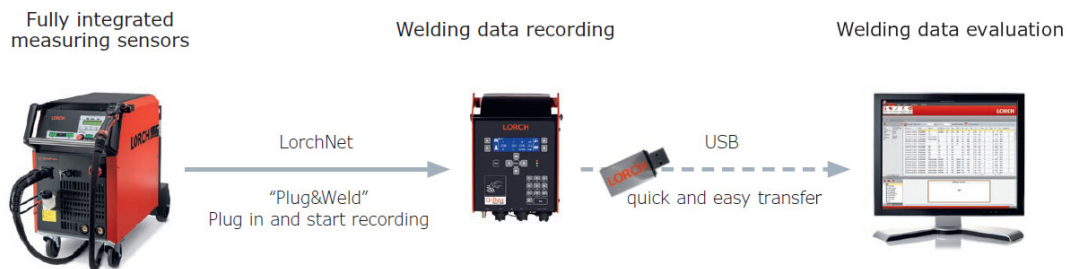 Fully integrated
measuring sensors
Welding data recording
Welding data evaluation
LORCH
LORCH
LorchNet
"Plug&Weld"
Plug in and start recording
LORCH
LORCH
USB
quick and easy transfer
LORCH